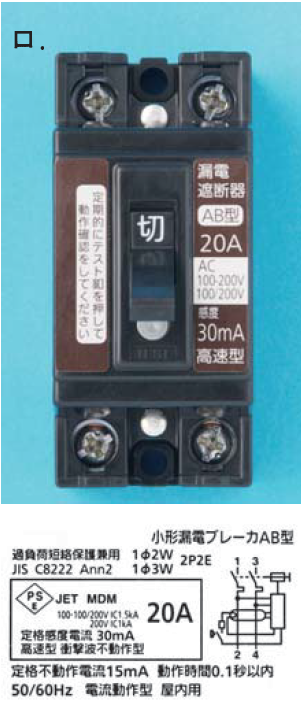 ロ.
漏電
遮断器
AB型
20A
AC
100-200V
100/200V
感度
30mA
高速型
定期的にテスト釦を押して
動作確認をしてください
切
TEST
小形漏電ブレーカAB型
過負荷短絡保護兼用 1φ2W 2P2E
JIS C8222 Ann2 1φ3W
PS
E
JET MDM
100-100/200V IC1.5kA
200V IC1kA
20A
定格感度電流 30mA
高速型 衝撃波不動作型
1 3
2 4
定格不動作電流15mA 動作時間0.1秒以内
50/60Hz 電流動作型 屋内用